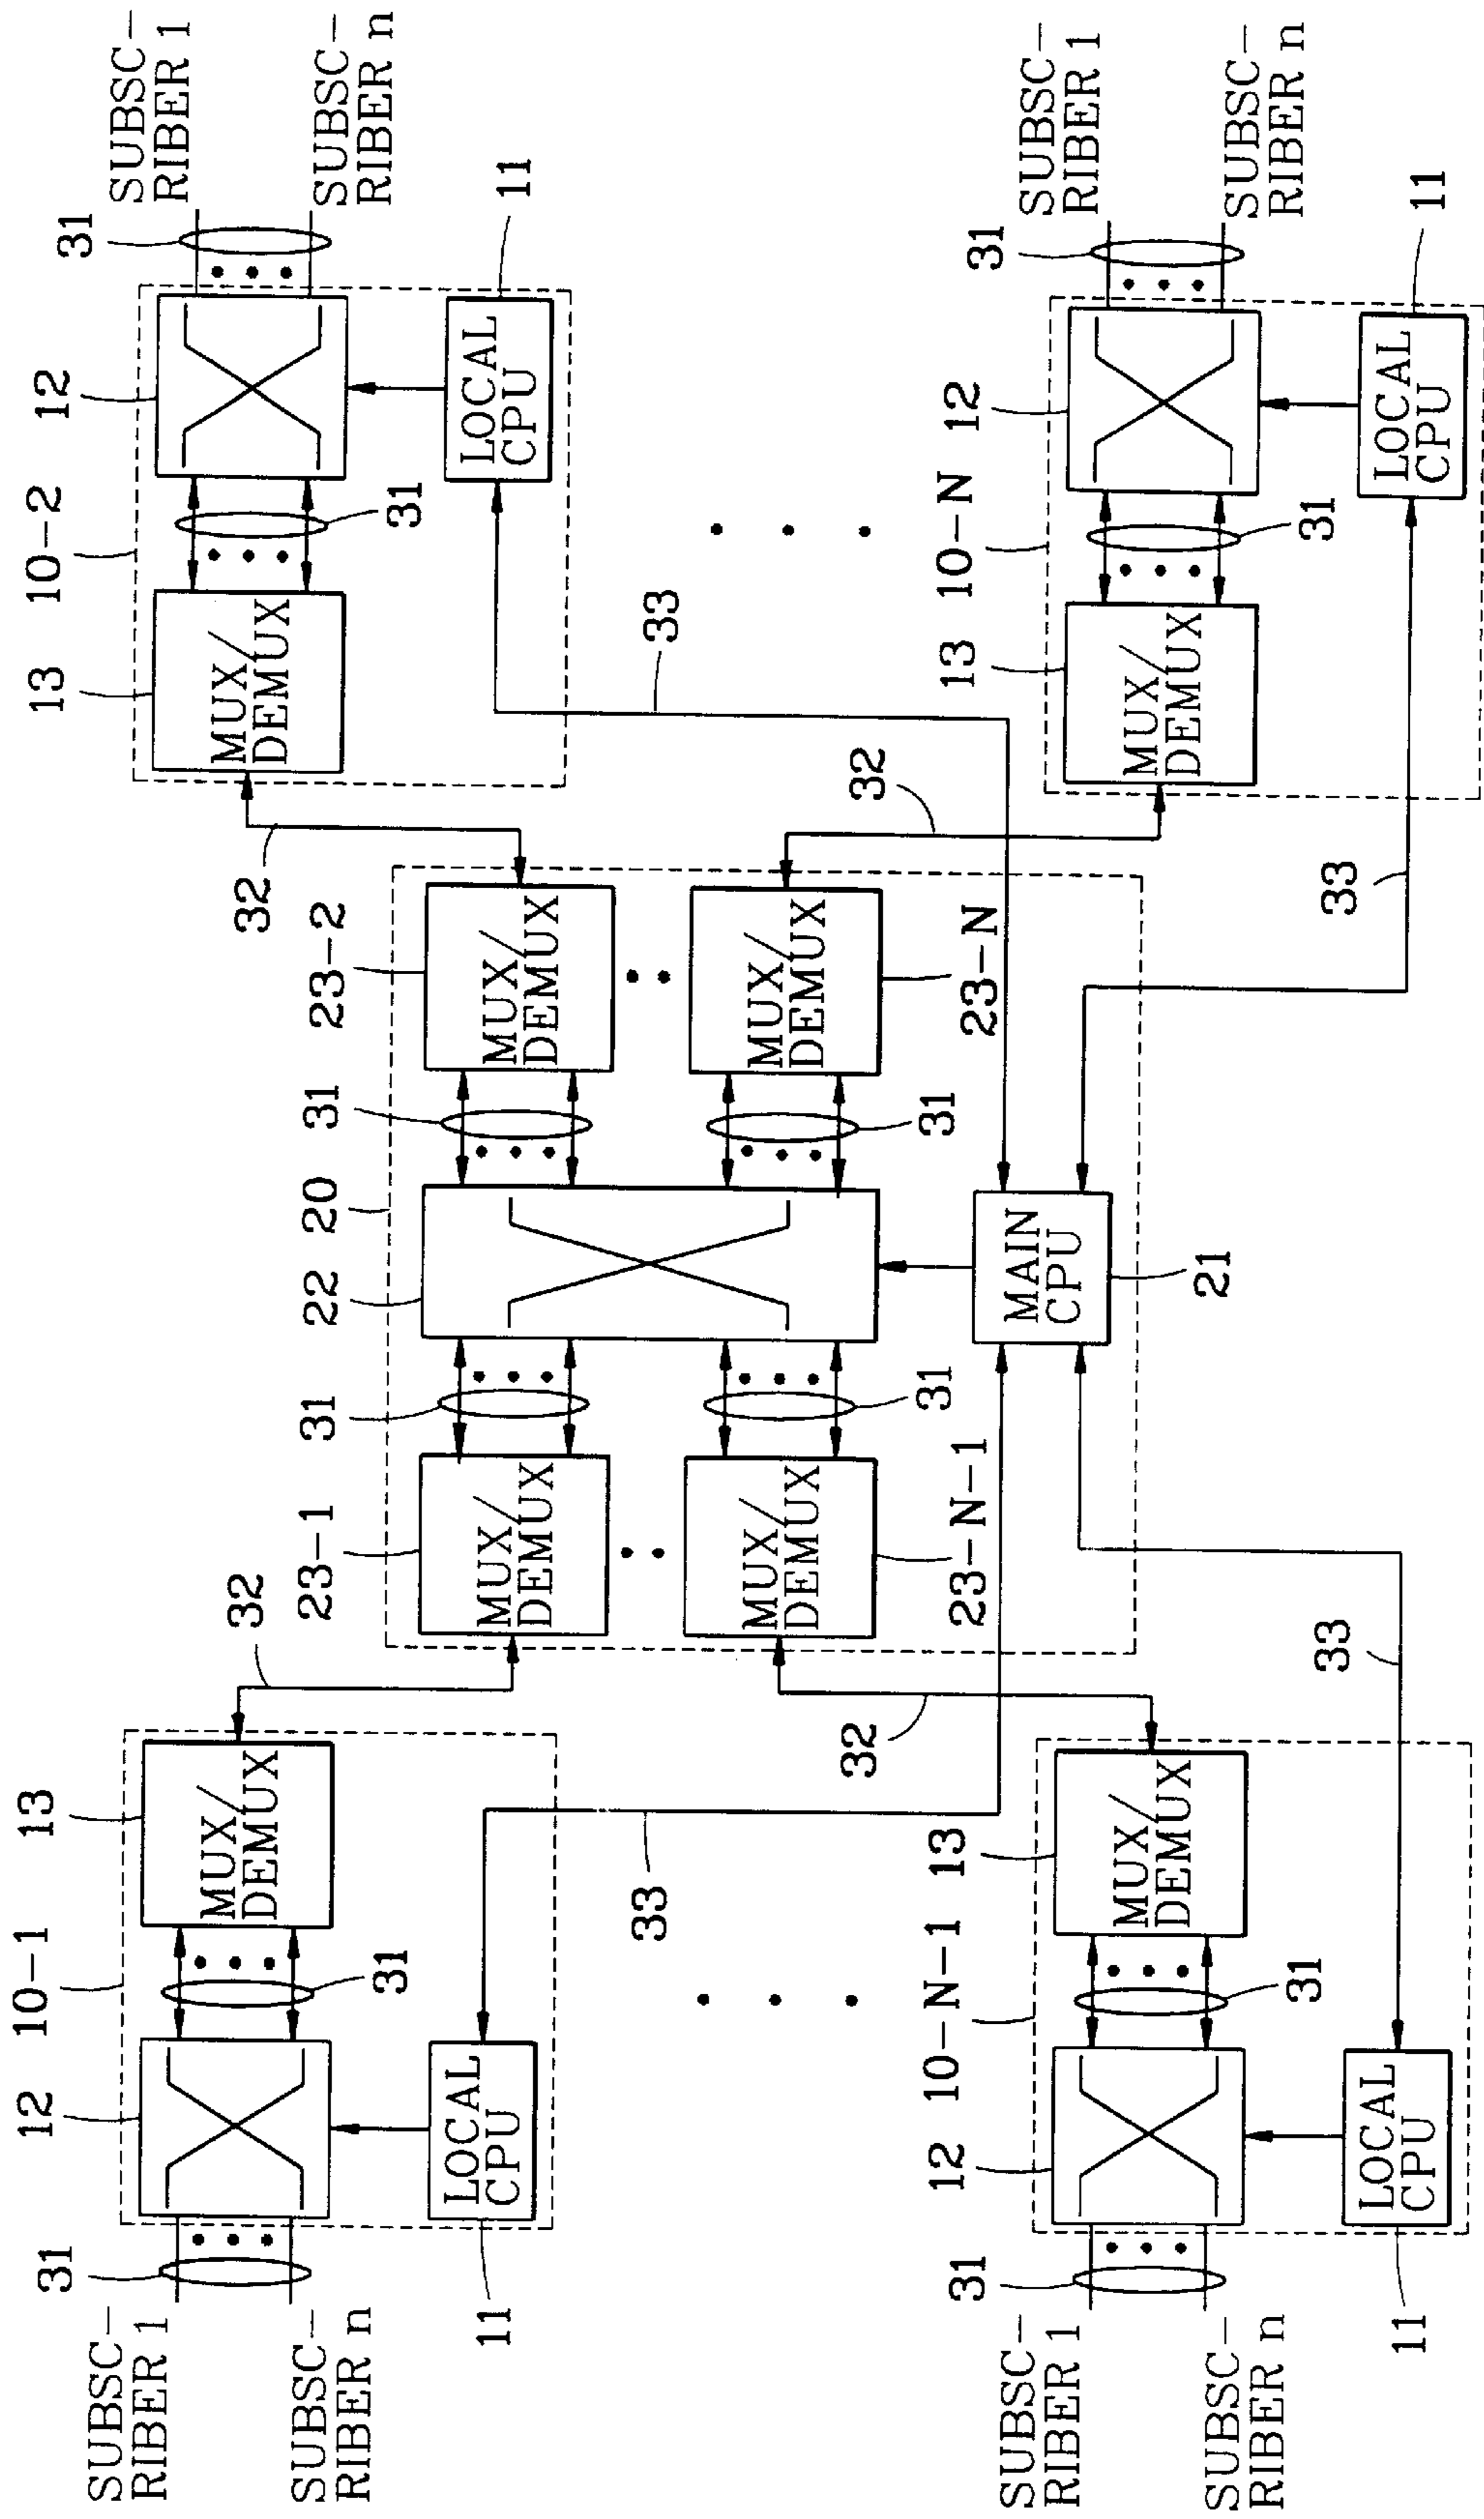 SUBSC-
RIBER 1
SUBSC-
RIBER n
31
12
10-1
13
MUX/
DEMUX
31
LOCAL
CPU
11
33
32
23-1
MUX/
DEMUX
31
22
20
31
23-2
MUX/
DEMUX
32
13
10-2
12
31
SUBSC-
RIBER 1
SUBSC-
RIBER n
MUX/
DEMUX
31
LOCAL
CPU
11
33
MUX/
DEMUX
23-N-1
31
MUX/
DEMUX
23-N
31
32
32
MAIN
CPU
21
SUBSC-
RIBER 1
SUBSC-
RIBER n
31
12
10-N-1
13
MUX/
DEMUX
31
LOCAL
CPU
11
33
33
13
10-N
12
31
SUBSC-
RIBER 1
SUBSC-
RIBER n
MUX/
DEMUX
31
LOCAL
CPU
11